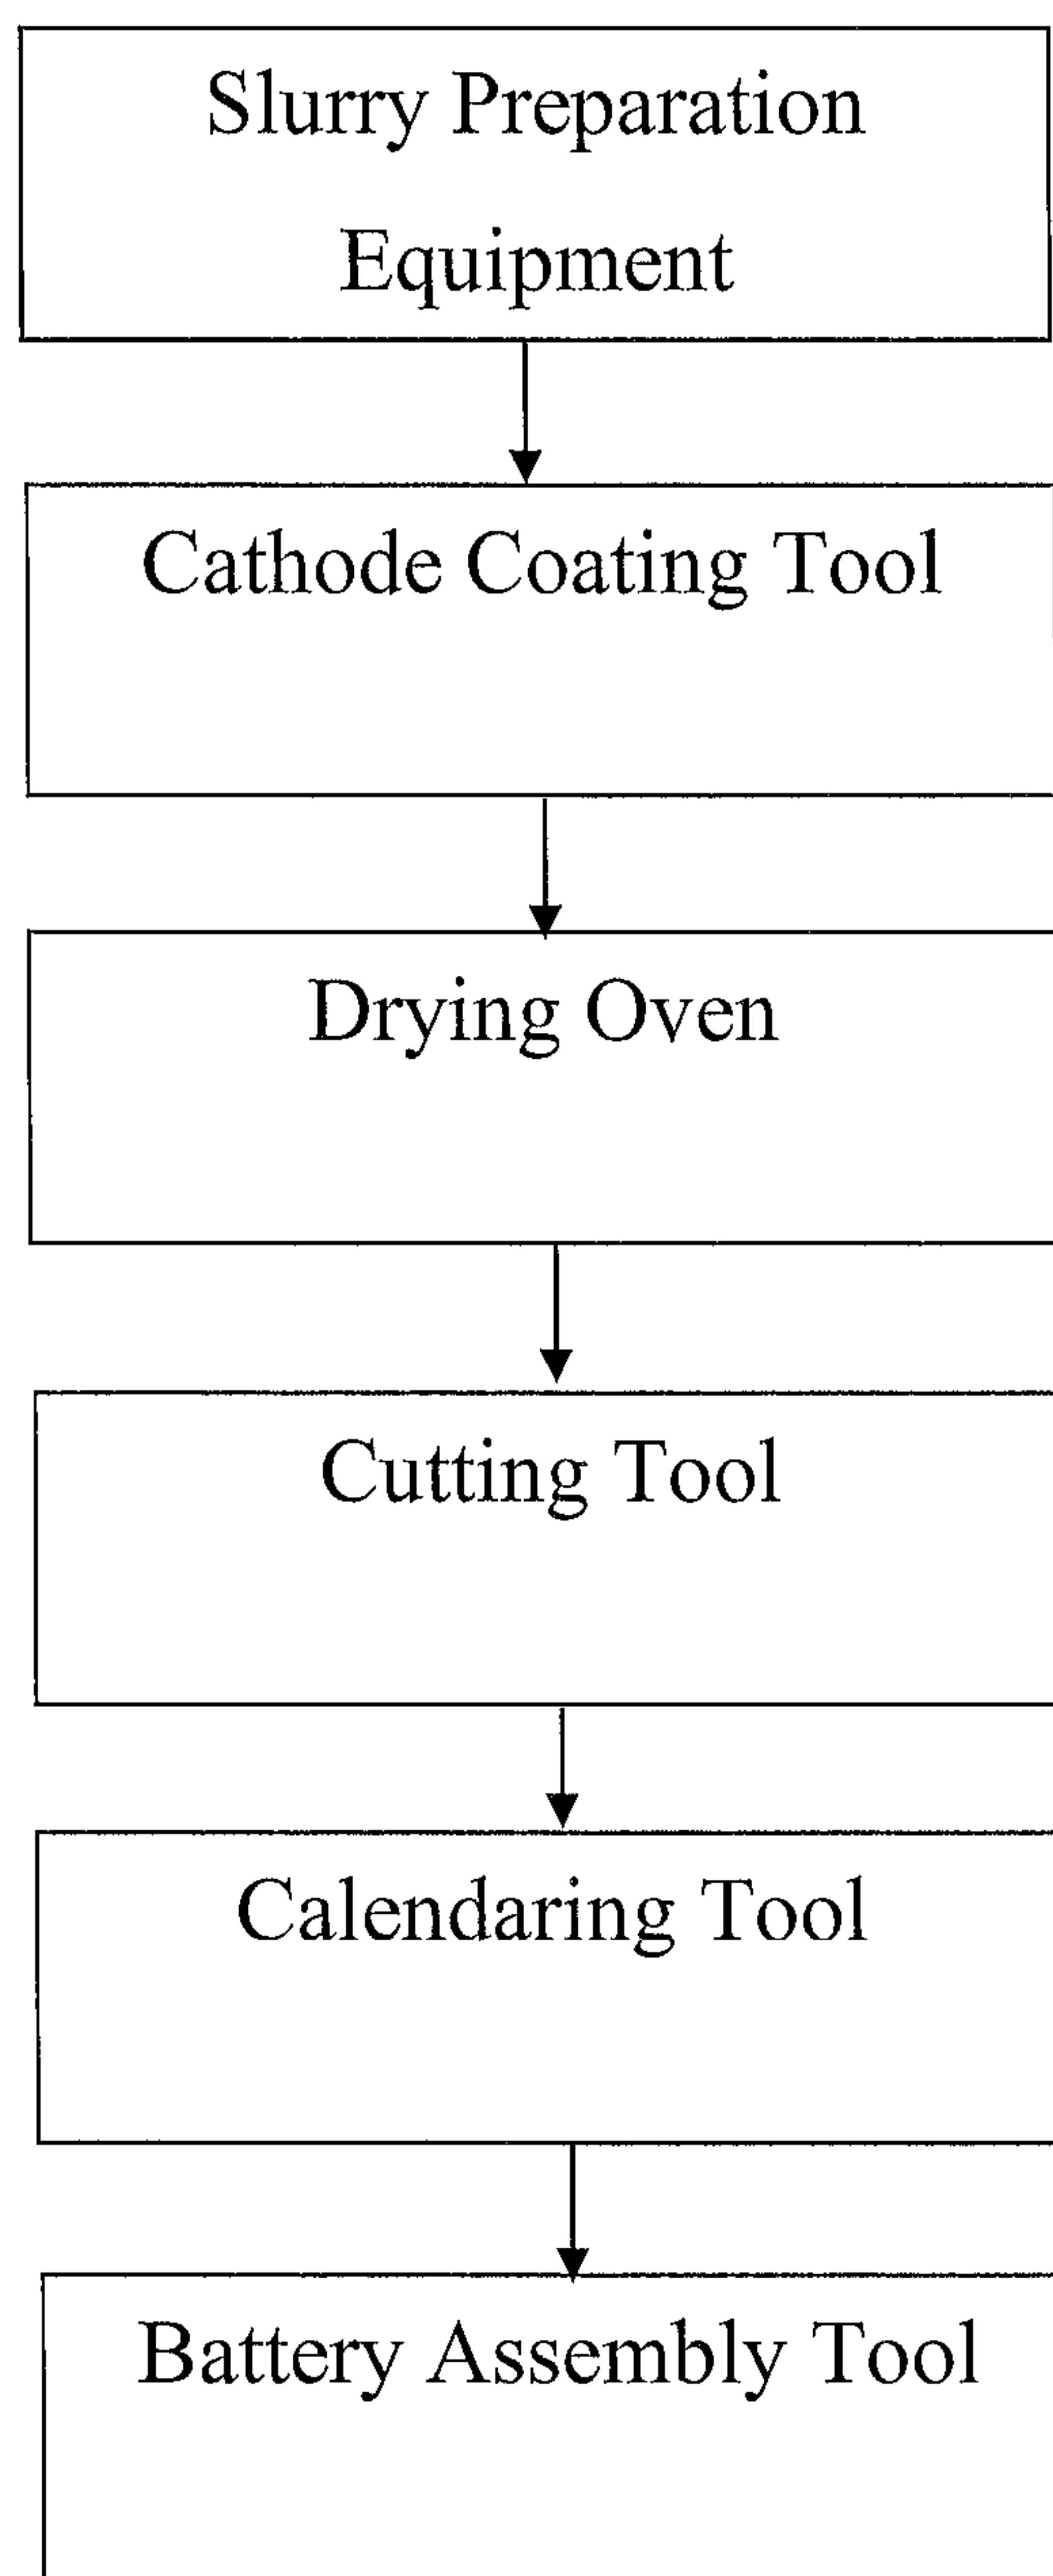 Slurry Preparation
Equipment
Cathode Coating Tool
Drying Oven
Cutting Tool
Calendaring Tool
Battery Assembly Tool